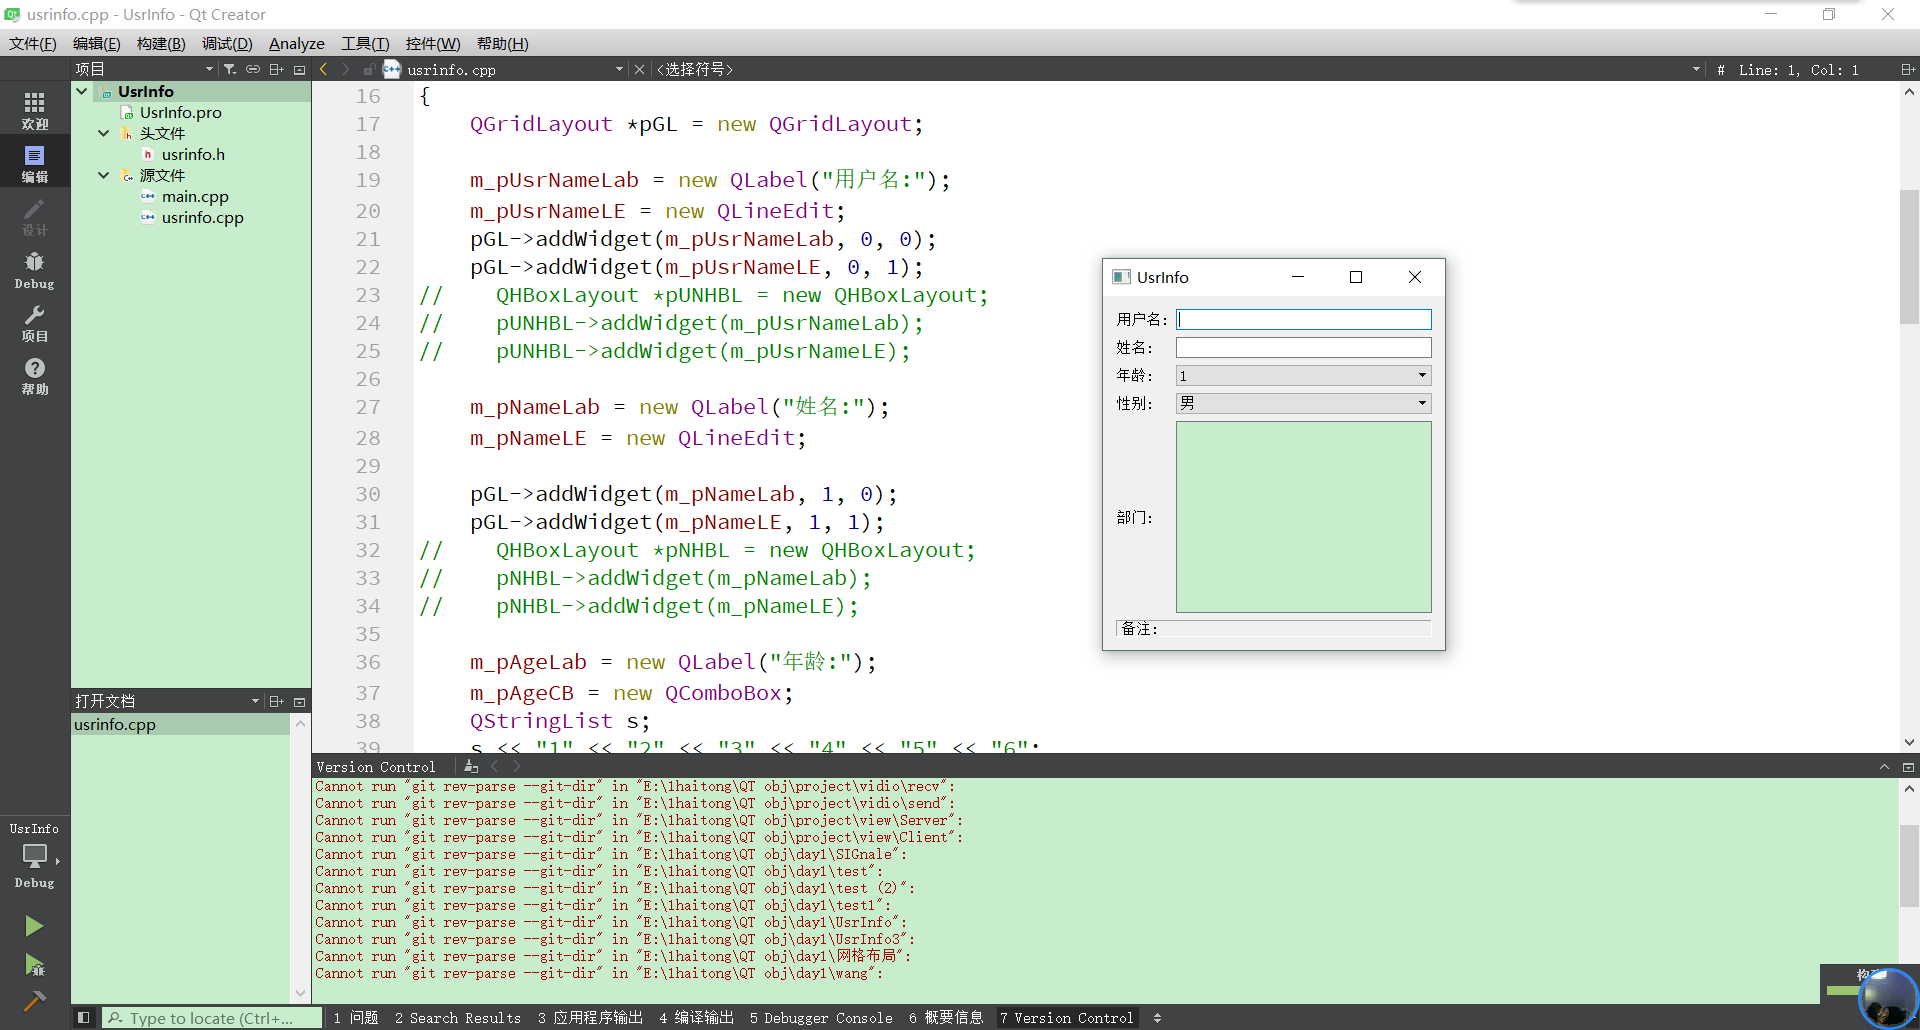 usrinfo.cpp - UsrInfo - Qt Creator
文件(F) 编辑(E) 构建(B) 调试(D) Analyze 工具(T) 控件(W) 帮助(H)
项目 usrinfo.cpp <选择符号> # Line: 1, Col: 1
欢迎
编辑
设计
Debug
项目
帮助
UsrInfo
UsrInfo.pro
头文件
usrinfo.h
源文件
main.cpp
usrinfo.cpp
打开文档
usrinfo.cpp
16 {
17 QGridLayout *pGL = new QGridLayout;
18
19 m_pUsrNameLab = new QLabel("用户名:");
20 m_pUsrNameLE = new QLineEdit;
21 pGL->addWidget(m_pUsrNameLab, 0, 0);
22 pGL->addWidget(m_pUsrNameLE, 0, 1);
23 // QHBoxLayout *pUNHBL = new QHBoxLayout;
24 // pUNHBL->addWidget(m_pUsrNameLab);
25 // pUNHBL->addWidget(m_pUsrNameLE);
26
27 m_pNameLab = new QLabel("姓名:");
28 m_pNameLE = new QLineEdit;
29
30 pGL->addWidget(m_pNameLab, 1, 0);
31 pGL->addWidget(m_pNameLE, 1, 1);
32 // QHBoxLayout *pNHBL = new QHBoxLayout;
33 // pNHBL->addWidget(m_pNameLab);
34 // pNHBL->addWidget(m_pNameLE);
35
36 m_pAgeLab = new QLabel("年龄:");
37 m_pAgeCB = new QComboBox;
38 QStringList s;
39 s << "1" << "2" << "3" << "4" << "5" << "6";
UsrInfo
用户名:
姓名:
年龄: 1
性别: 男
部门:
备注:
Version Control
Cannot run "git rev-parse --git-dir" in "E:\1haitong\QT obj\project\vidio\recv":
Cannot run "git rev-parse --git-dir" in "E:\1haitong\QT obj\project\vidio\send":
Cannot run "git rev-parse --git-dir" in "E:\1haitong\QT obj\project\view\Server":
Cannot run "git rev-parse --git-dir" in "E:\1haitong\QT obj\project\view\Client":
Cannot run "git rev-parse --git-dir" in "E:\1haitong\QT obj\day1\SIGnale":
Cannot run "git rev-parse --git-dir" in "E:\1haitong\QT obj\day1\test":
Cannot run "git rev-parse --git-dir" in "E:\1haitong\QT obj\day1\test (2)":
Cannot run "git rev-parse --git-dir" in "E:\1haitong\QT obj\day1\test1":
Cannot run "git rev-parse --git-dir" in "E:\1haitong\QT obj\day1\UsrInfo":
Cannot run "git rev-parse --git-dir" in "E:\1haitong\QT obj\day1\UsrInfo3":
Cannot run "git rev-parse --git-dir" in "E:\1haitong\QT obj\day1\网格布局":
Cannot run "git rev-parse --git-dir" in "E:\1haitong\QT obj\day1\wang":
UsrInfo
Debug
Type to locate (Ctrl+... 1 问题 2 Search Results 3 应用程序输出 4 编译输出 5 Debugger Console 6 概要信息 7 Version Control